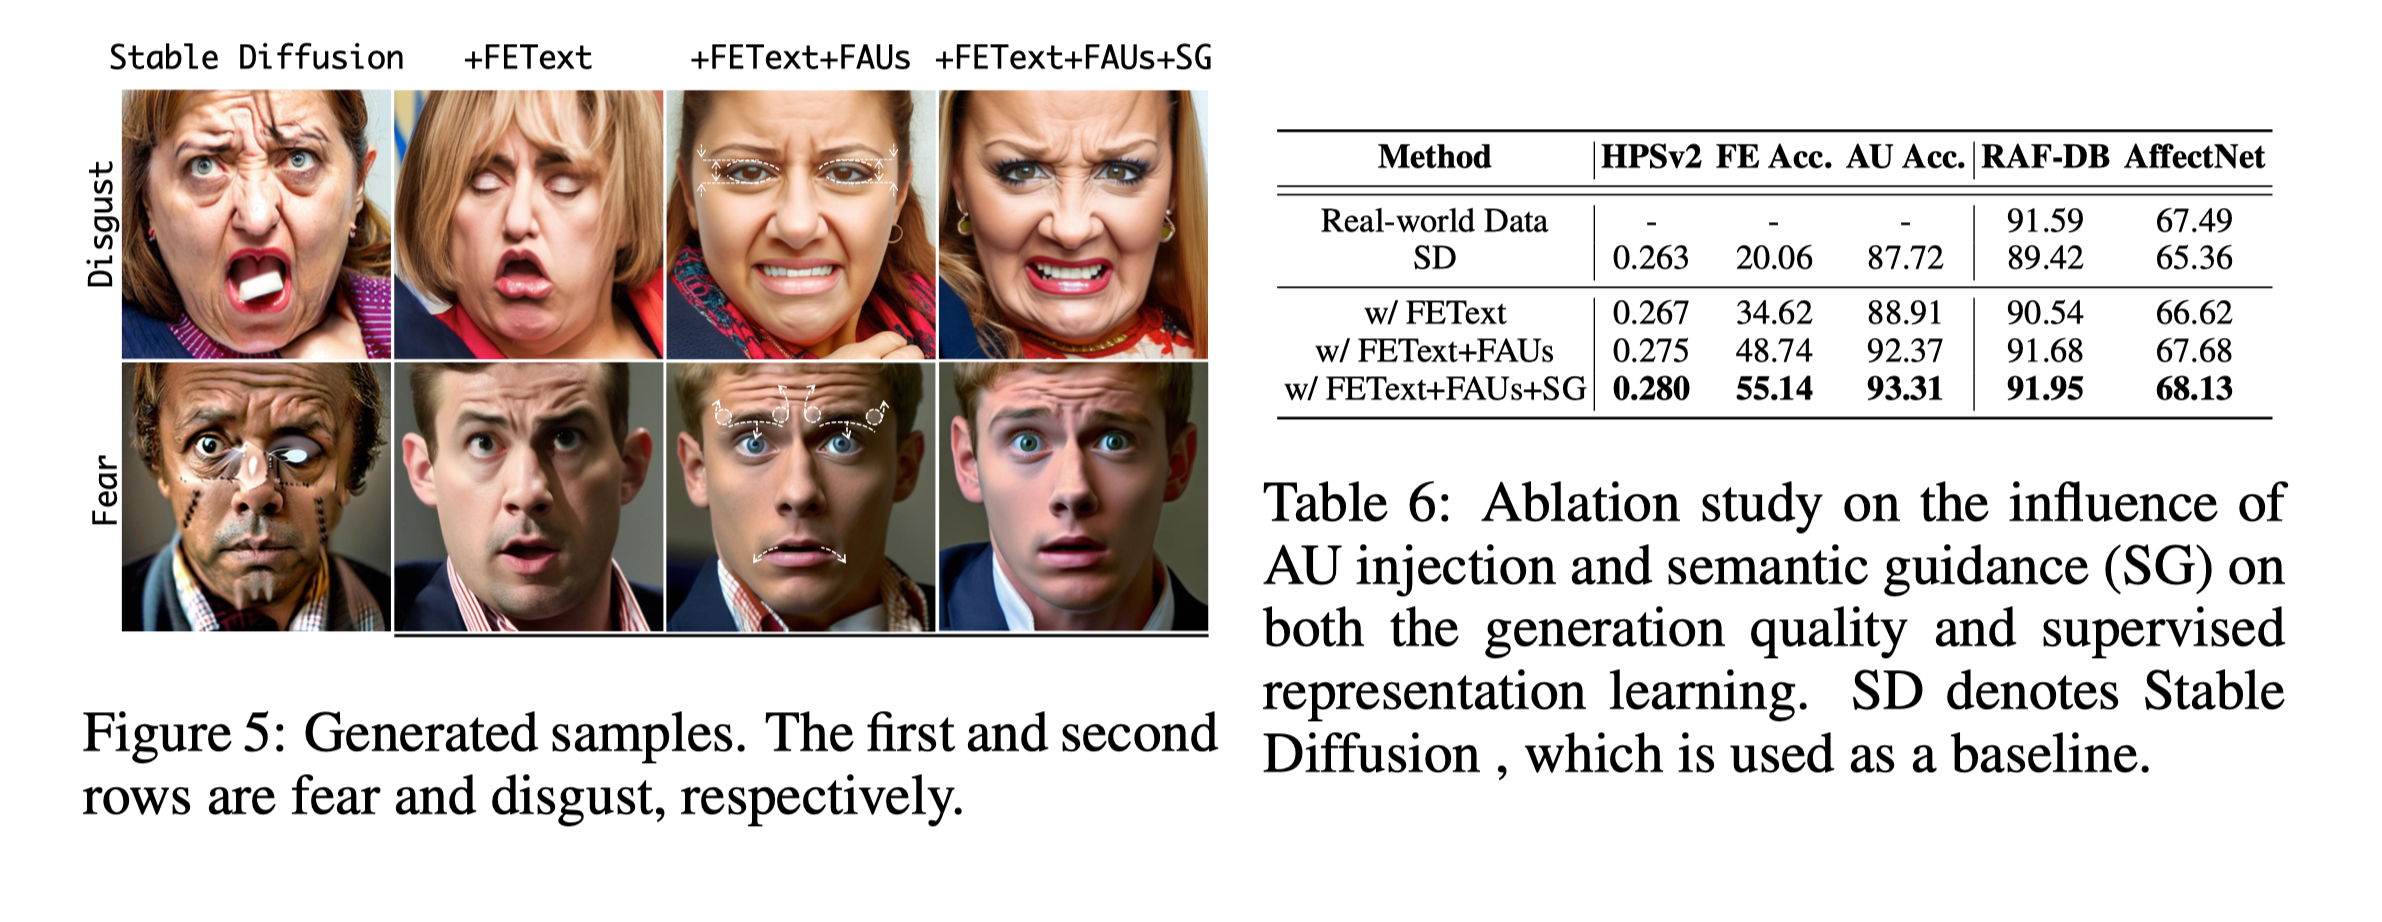 Stable Diffusion +FEText +FEText+FAUs +FEText+FAUs+SG
Disgust
Fear
Figure 5: Generated samples. The first and second
rows are fear and disgust, respectively.
Method HPSv2 FE Acc. AU Acc. RAF-DB AffectNet
Real-world Data - - - 91.59 67.49
SD 0.263 20.06 87.72 89.42 65.36
w/ FEText 0.267 34.62 88.91 90.54 66.62
w/ FEText+FAUs 0.275 48.74 92.37 91.68 67.68
w/ FEText+FAUs+SG 0.280 55.14 93.31 91.95 68.13
Table 6: Ablation study on the influence of
AU injection and semantic guidance (SG) on
both the generation quality and supervised
representation learning. SD denotes Stable
Diffusion , which is used as a baseline.